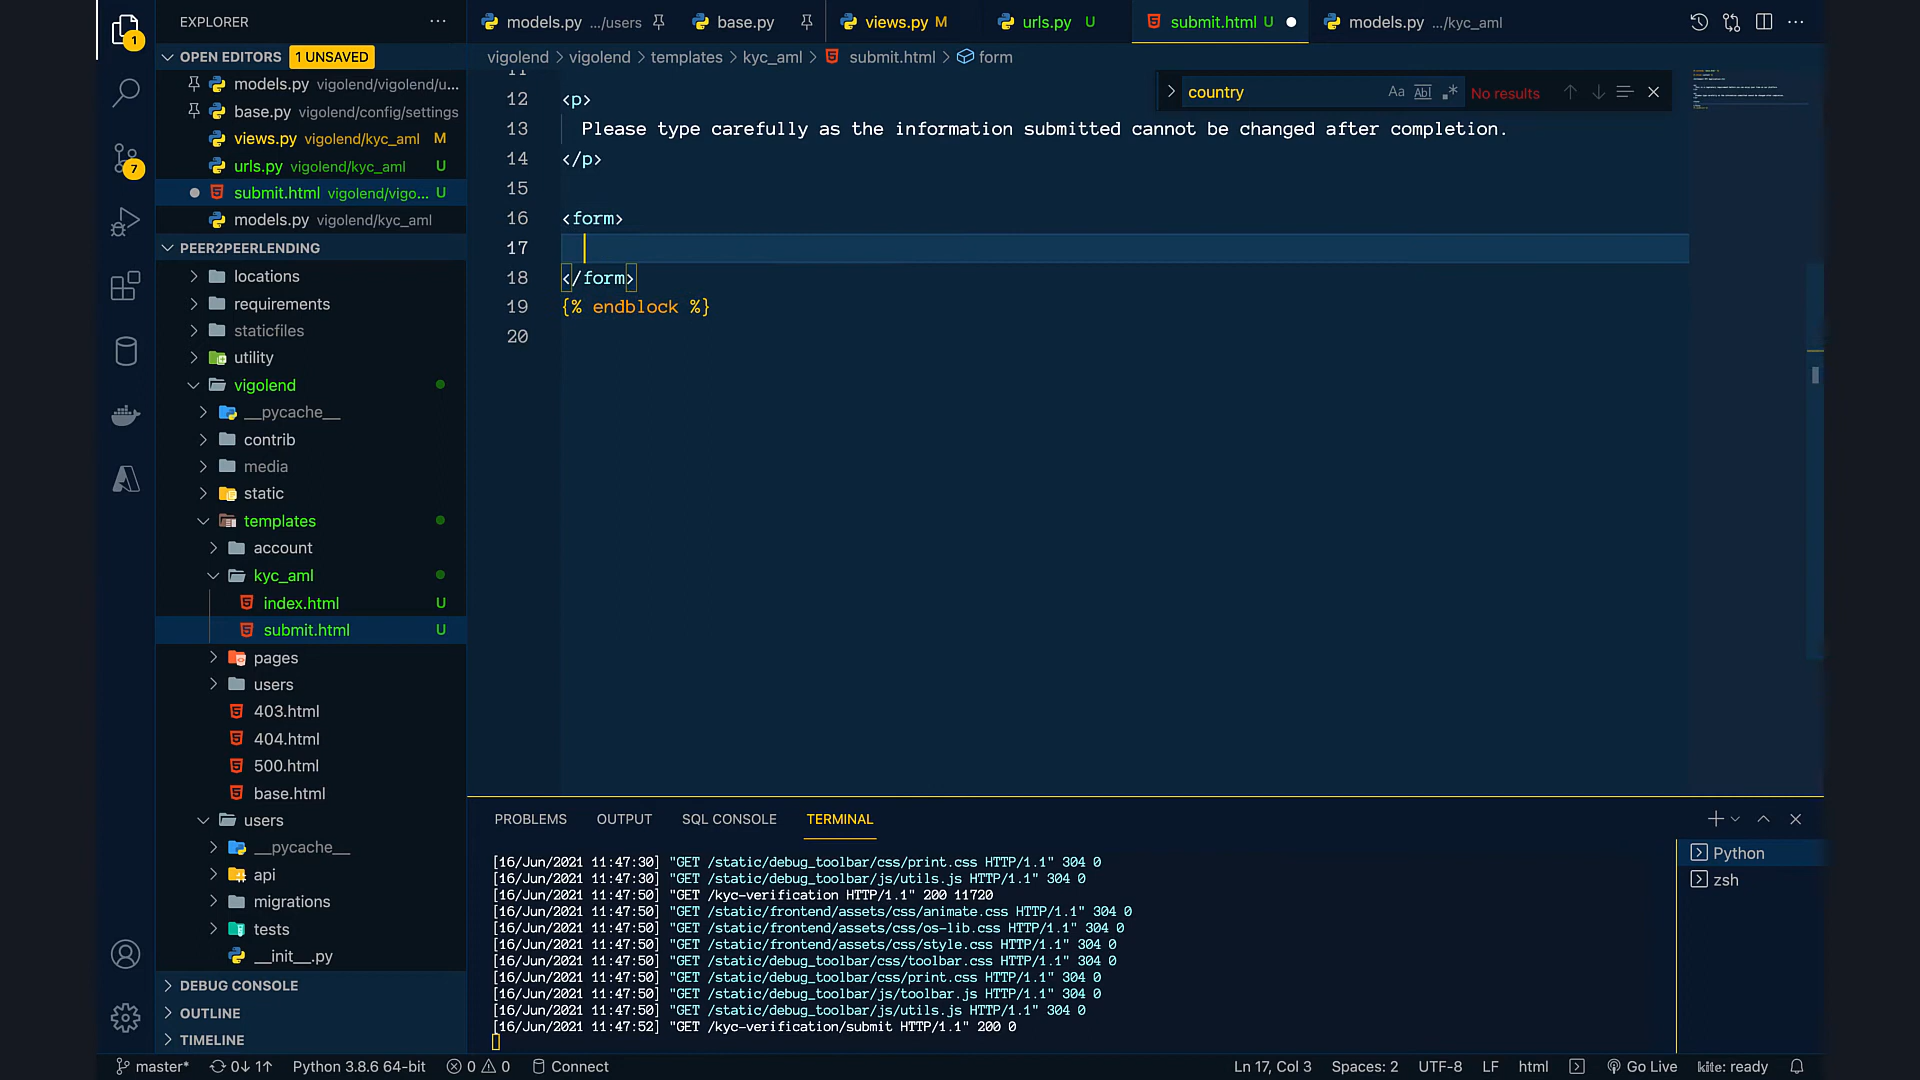 EXPLORER
OPEN EDITORS 1 UNSAVED
models.py vigolend/vigolend/u...
base.py vigolend/config/settings
views.py vigolend/kyc_aml M
urls.py vigolend/kyc_aml U
submit.html vigolend/vigo... U
models.py vigolend/kyc_aml
PEER2PEERLENDING
locations
requirements
staticfiles
utility
vigolend
__pycache__
contrib
media
static
templates
account
kyc_aml
index.html U
submit.html U
pages
users
403.html
404.html
500.html
base.html
users
__pycache__
api
migrations
tests
__init__.py
DEBUG CONSOLE
OUTLINE
TIMELINE
1
7
models.py .../users base.py views.py M urls.py U submit.html U models.py .../kyc_aml
vigolend > vigolend > templates > kyc_aml > submit.html > form
country Aa Abl .* No results
11
12 <p>
13 Please type carefully as the information submitted cannot be changed after completion.
14 </p>
15
16 <form>
17
18 </form>
19 {% endblock %}
20
PROBLEMS OUTPUT SQL CONSOLE TERMINAL
[16/Jun/2021 11:47:30] "GET /static/debug_toolbar/css/print.css HTTP/1.1" 304 0
[16/Jun/2021 11:47:30] "GET /static/debug_toolbar/js/utils.js HTTP/1.1" 304 0
[16/Jun/2021 11:47:50] "GET /kyc-verification HTTP/1.1" 200 11720
[16/Jun/2021 11:47:50] "GET /static/frontend/assets/css/animate.css HTTP/1.1" 304 0
[16/Jun/2021 11:47:50] "GET /static/frontend/assets/css/os-lib.css HTTP/1.1" 304 0
[16/Jun/2021 11:47:50] "GET /static/frontend/assets/css/style.css HTTP/1.1" 304 0
[16/Jun/2021 11:47:50] "GET /static/debug_toolbar/css/toolbar.css HTTP/1.1" 304 0
[16/Jun/2021 11:47:50] "GET /static/debug_toolbar/css/print.css HTTP/1.1" 304 0
[16/Jun/2021 11:47:50] "GET /static/debug_toolbar/js/toolbar.js HTTP/1.1" 304 0
[16/Jun/2021 11:47:50] "GET /static/debug_toolbar/js/utils.js HTTP/1.1" 304 0
[16/Jun/2021 11:47:52] "GET /kyc-verification/submit HTTP/1.1" 200 0
Python
zsh
master* 0↓ 1↑ Python 3.8.6 64-bit 0 0 Connect Ln 17, Col 3 Spaces: 2 UTF-8 LF html Go Live kite: ready